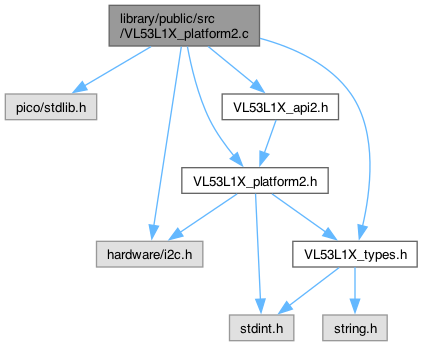 library/public/src
/VL53L1X_platform2.c
pico/stdlib.h
VL53L1X_api2.h
VL53L1X_platform2.h
hardware/i2c.h
VL53L1X_types.h
stdint.h
string.h